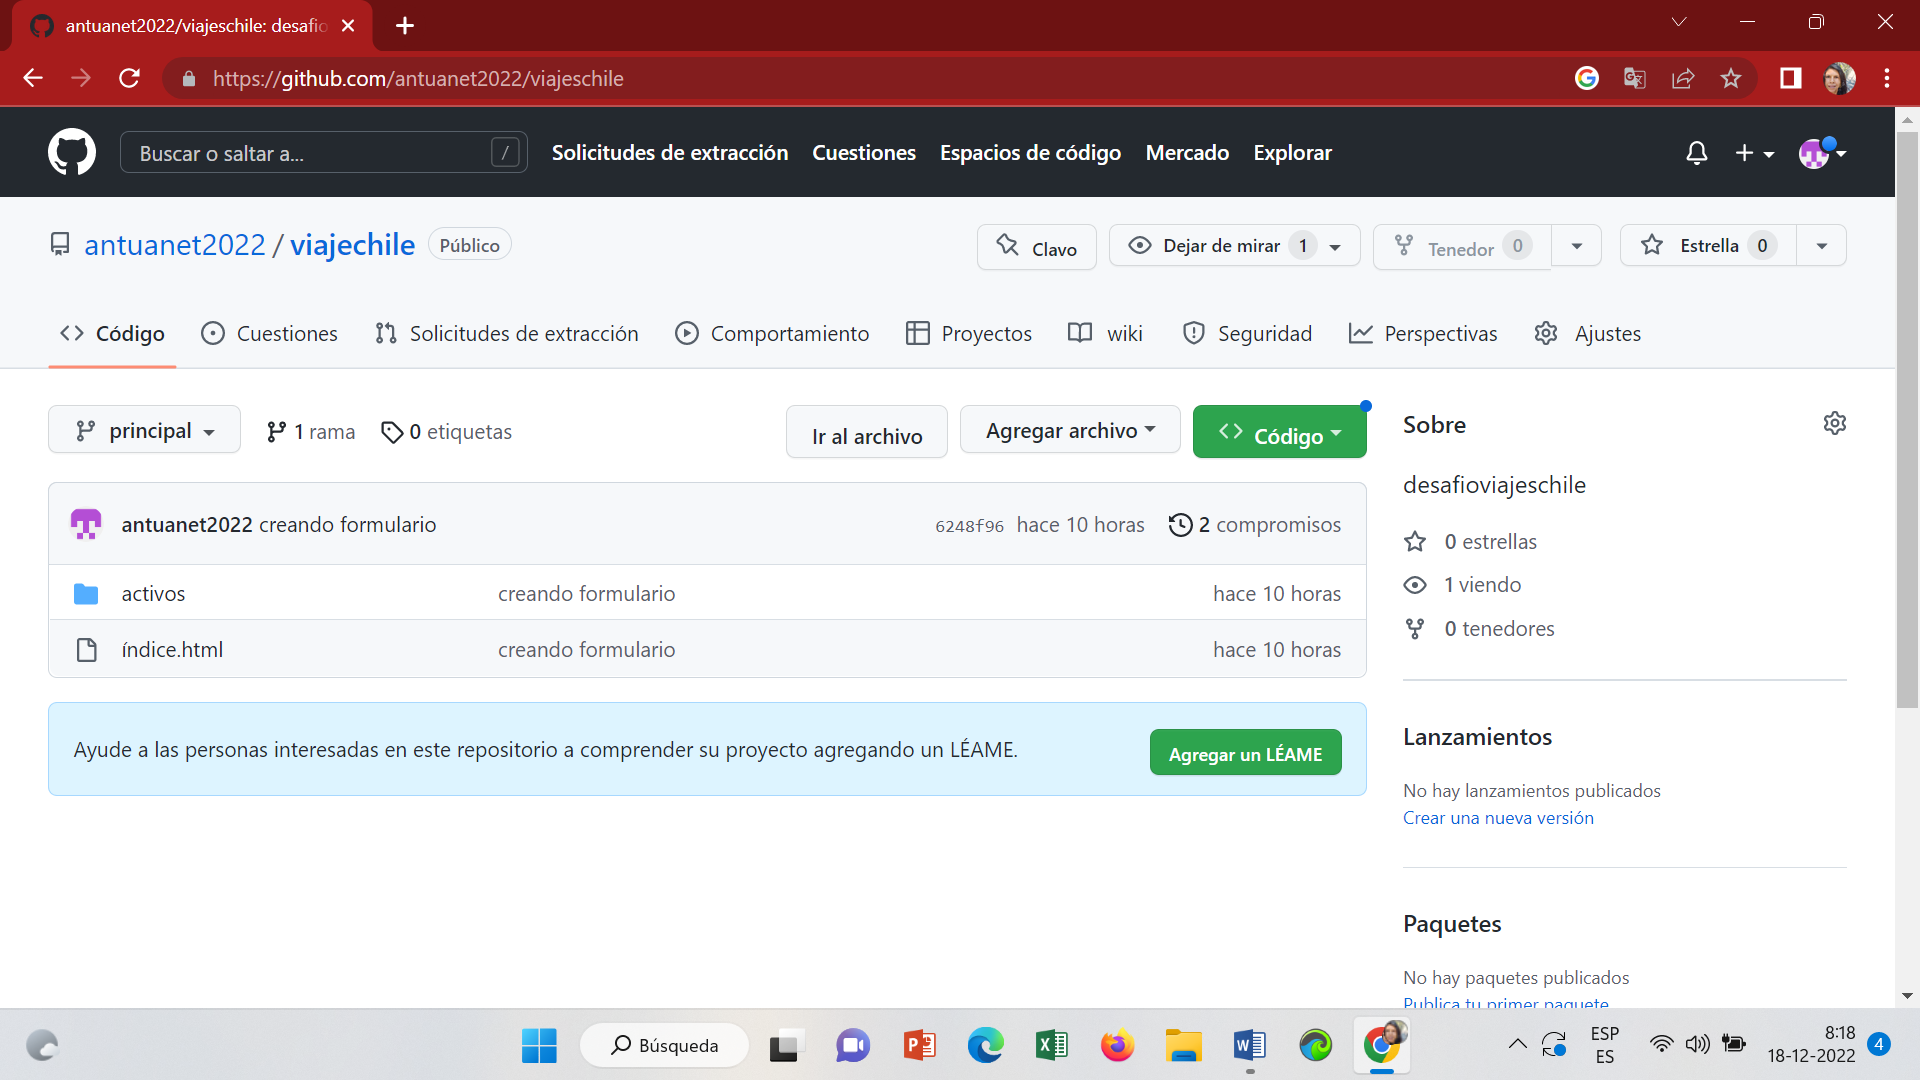 antuanet2022/viajeschile: desafio
https://github.com/antuanet2022/viajeschile
Buscar o saltar a... /
Solicitudes de extracción Cuestiones Espacios de código Mercado Explorar
antuanet2022 / viajechile Público
Clavo Dejar de mirar 1 Tenedor 0 Estrella 0
Código Cuestiones Solicitudes de extracción Comportamiento Proyectos wiki Seguridad Perspectivas Ajustes
principal 1 rama 0 etiquetas Ir al archivo Agregar archivo Código
antuanet2022 creando formulario 6248f96 hace 10 horas 2 compromisos
activos creando formulario hace 10 horas
índice.html creando formulario hace 10 horas
Ayude a las personas interesadas en este repositorio a comprender su proyecto agregando un LÉAME. Agregar un LÉAME
Sobre
desafioviajeschile
0 estrellas
1 viendo
0 tenedores
Lanzamientos
No hay lanzamientos publicados
Crear una nueva versión
Paquetes
No hay paquetes publicados
Publica tu primer paquete
Búsqueda
ESP
ES
8:18
18-12-2022
4